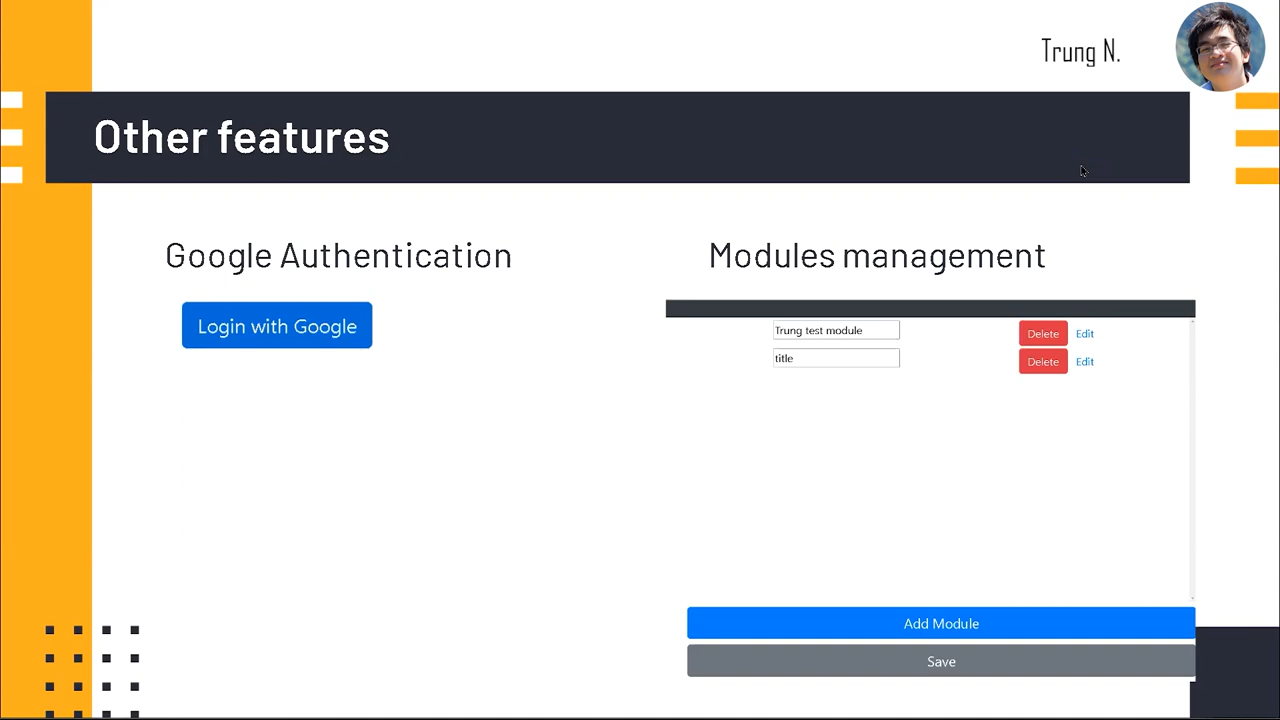 Trung N.
Other features
Google Authentication
Login with Google
Modules management
Trung test module
Delete Edit
title
Delete Edit
Add Module
Save